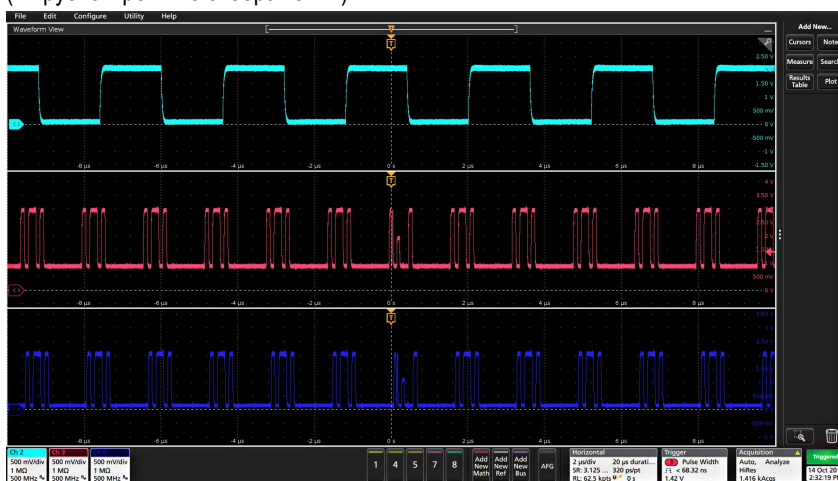 File Edit Configure Utility Help
Waveform View
Add New...
Cursors Note
Measure Search
Results Table Plot
2.50 V
1.50 V
1 V
500 mV
0 V
-500 mV
-1 V
-1.50 V
-8 µs -6 µs -4 µs -2 µs 0 s 2 µs 4 µs 6 µs 8 µs
4 V
3.50 V
2 V
500 mV
0 V
-8 µs -6 µs -4 µs -2 µs 0 s 2 µs 4 µs 6 µs 8 µs
2.50 V
-8 µs -6 µs -4 µs -2 µs 0 s 2 µs 4 µs 6 µs 8 µs
Ch 2
500 mV/div
1 MΩ
500 MHz
Ch 3
500 mV/div
1 MΩ
500 MHz
500 mV/div
1 MΩ
500 MHz
1 4 5 7 8
Add New Math
Add New Ref
Add New Bus
AFG
Horizontal
2 µs/div 20 µs durati...
SR: 3.125 ... 320 ps/pt
RL: 62.5 kpts 0 s
Trigger
Pulse Width
< 68.32 ns
1.42 V
Acquisition
Auto, Analyze
HiRes
1.416 kAcqs
Triggered